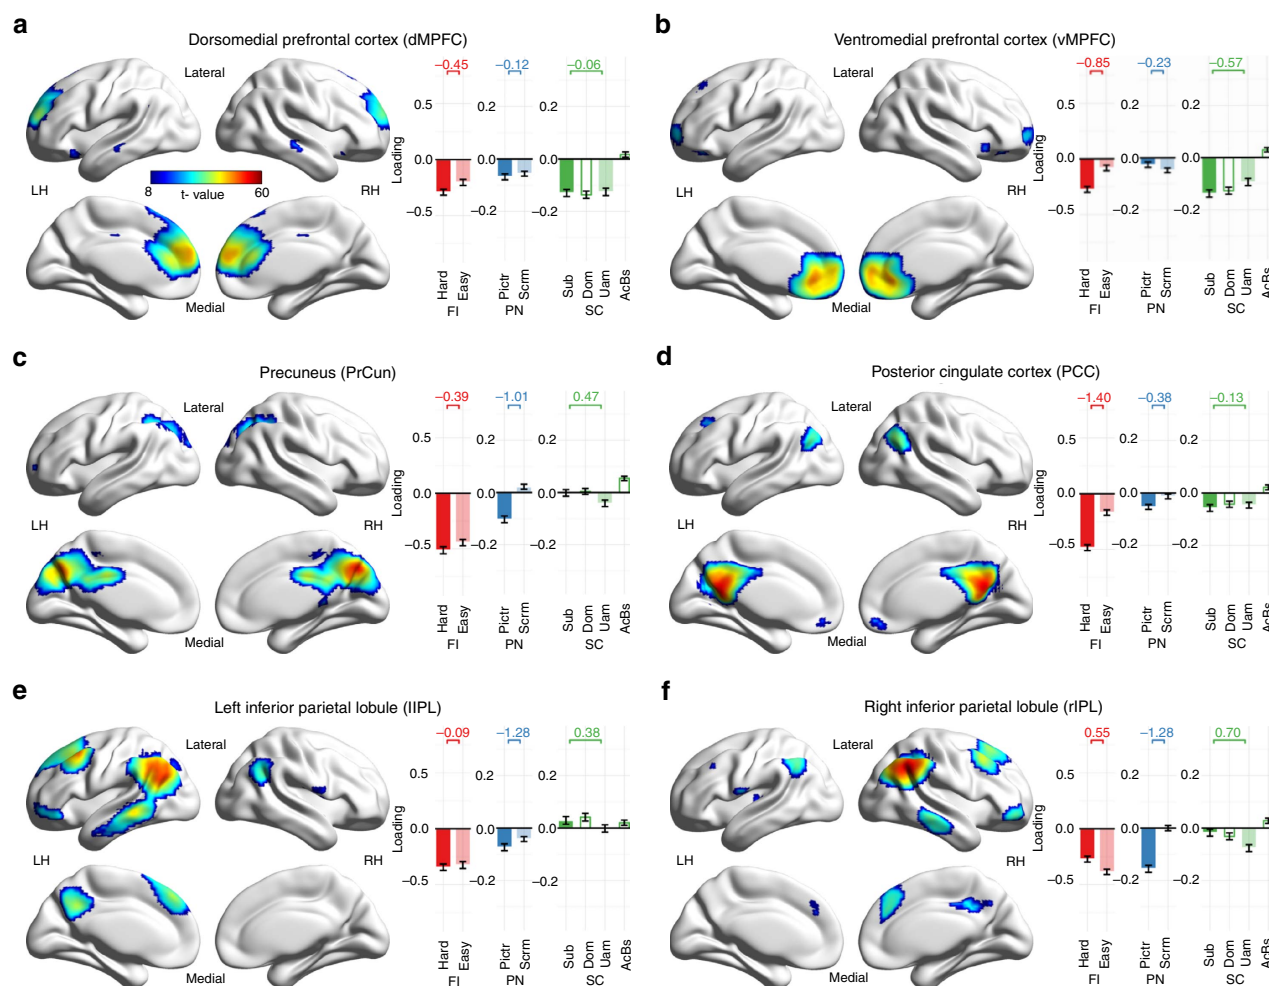 a
Dorsomedial prefrontal cortex (dMPFC)
Lateral
−0.45
−0.12
−0.06
0.5
0.2
0.2
Loading
0.0
0.0
0.0
−0.5
−0.2
−0.2
LH
8
60
t- value
RH
Medial
Hard
Easy
Pictr
Scrm
Sub
Dom
Uam
AcBs
FI
PN
SC
b
Ventromedial prefrontal cortex (vMPFC)
Lateral
−0.85
−0.23
−0.57
0.5
0.2
0.2
Loading
0.0
0.0
0.0
−0.5
−0.2
−0.2
LH
RH
Medial
Hard
Easy
Pictr
Scrm
Sub
Dom
Uam
AcBs
FI
PN
SC
c
Precuneus (PrCun)
Lateral
−0.39
−1.01
0.47
0.5
0.2
0.2
Loading
0.0
0.0
0.0
−0.5
−0.2
−0.2
LH
RH
Medial
Hard
Easy
Pictr
Scrm
Sub
Dom
Uam
AcBs
FI
PN
SC
d
Posterior cingulate cortex (PCC)
Lateral
−1.40
−0.38
−0.13
0.5
0.2
0.2
Loading
0.0
0.0
0.0
−0.5
−0.2
−0.2
LH
RH
Medial
Hard
Easy
Pictr
Scrm
Sub
Dom
Uam
AcBs
FI
PN
SC
e
Left inferior parietal lobule (lIPL)
Lateral
−0.09
−1.28
0.38
0.5
0.2
0.2
Loading
0.0
0.0
0.0
−0.5
−0.2
−0.2
LH
RH
Medial
Hard
Easy
Pictr
Scrm
Sub
Dom
Uam
AcBs
FI
PN
SC
f
Right inferior parietal lobule (rIPL)
Lateral
0.55
−1.28
0.70
0.5
0.2
0.2
Loading
0.0
0.0
0.0
−0.5
−0.2
−0.2
LH
RH
Medial
Hard
Easy
Pictr
Scrm
Sub
Dom
Uam
AcBs
FI
PN
SC